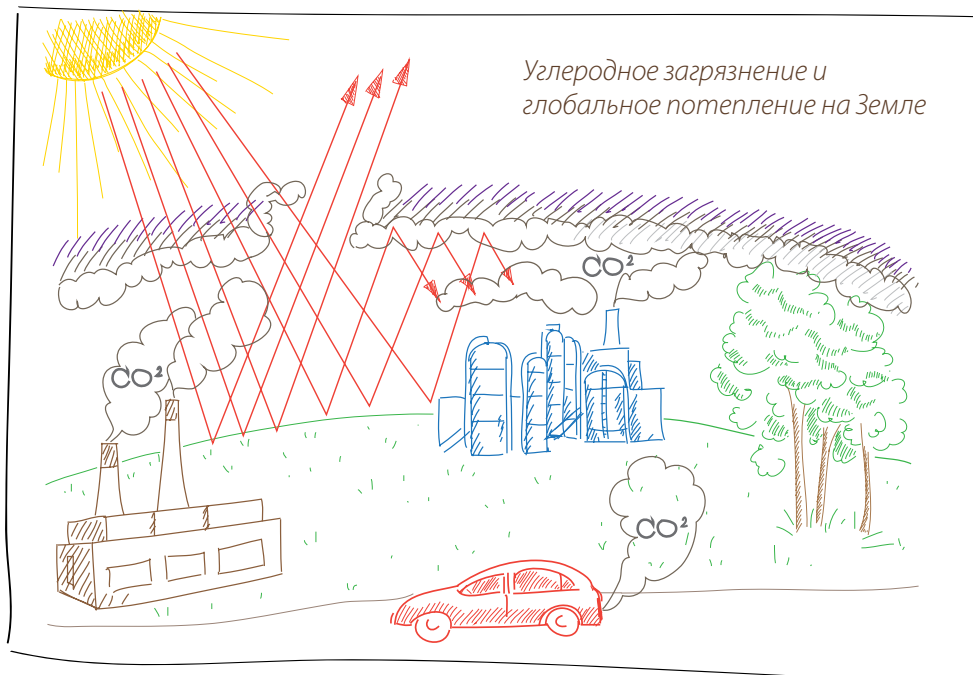 Углеродное загрязнение и
глобальное потепление на Земле
CO²
CO²
CO²